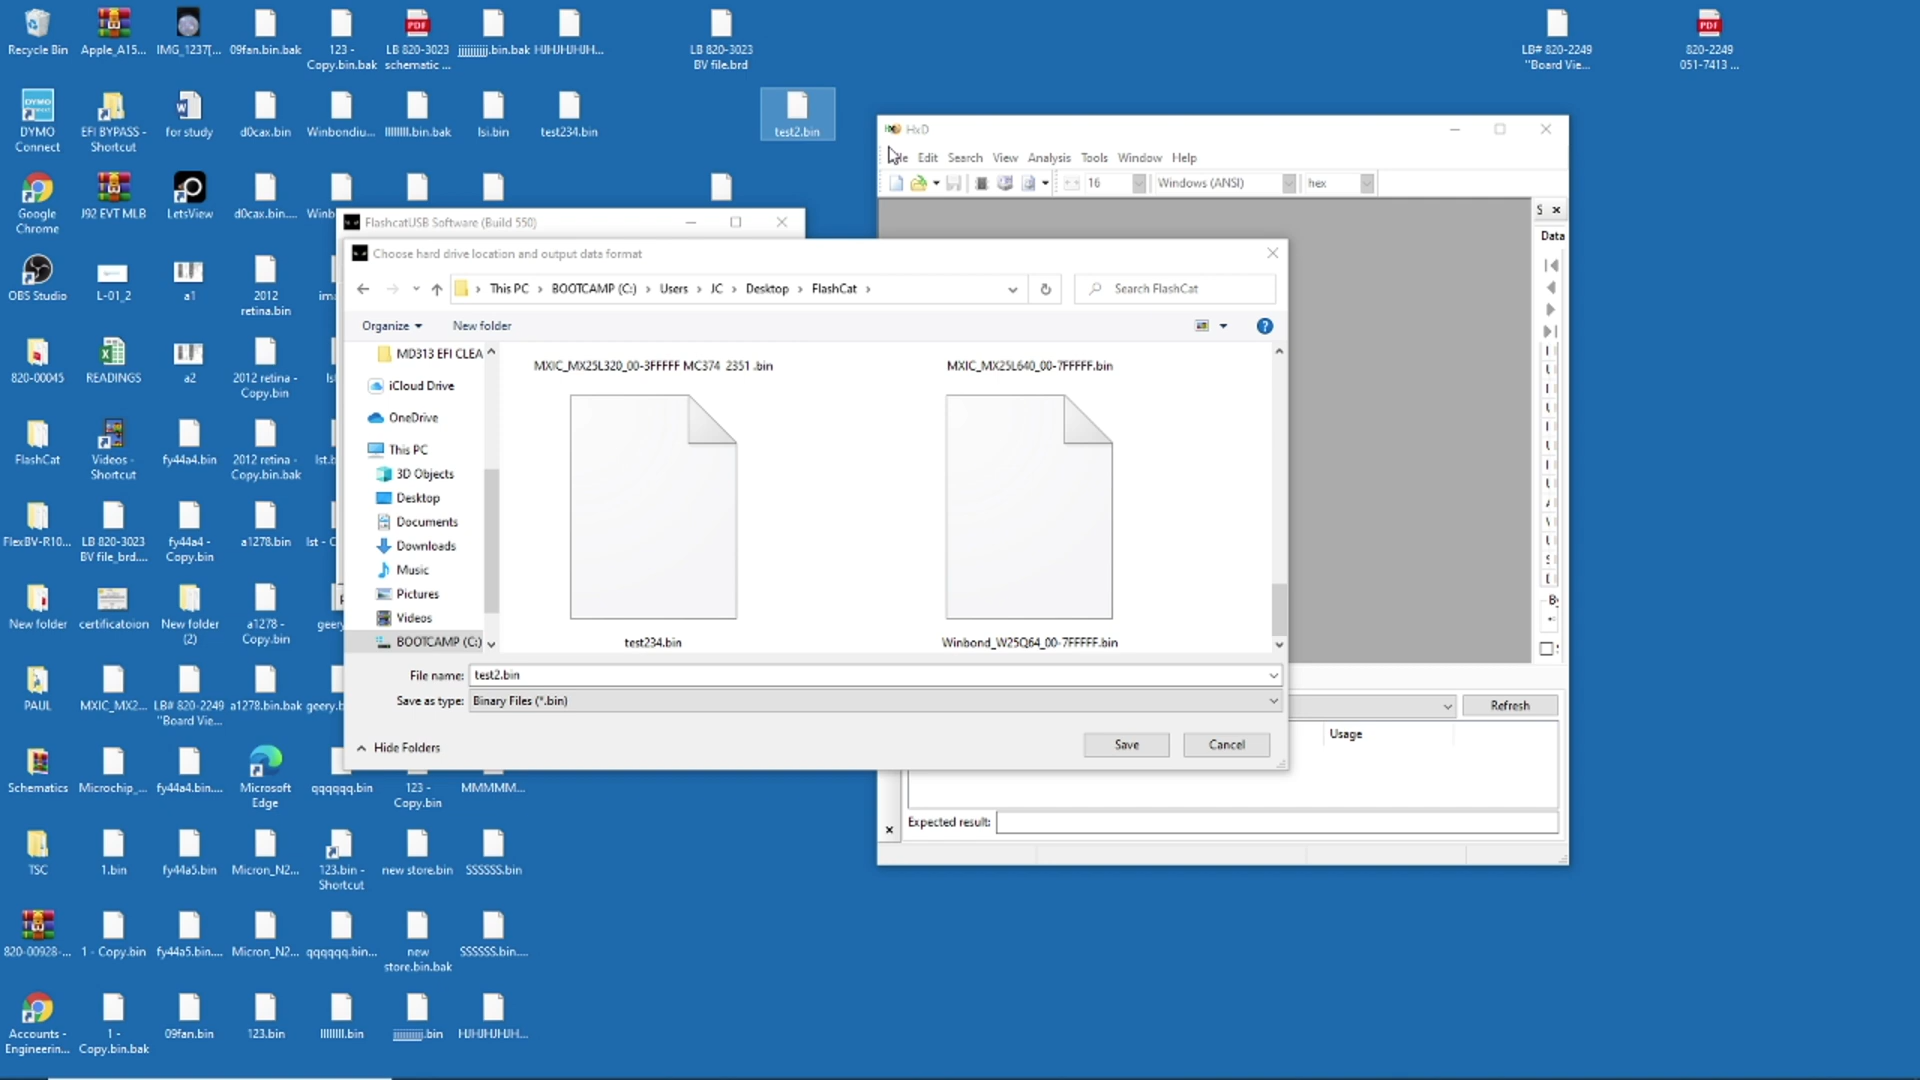 Recycle Bin
Apple_A15...
IMG_1237[...
09fan.bin.bak
123 -
Copy.bin.bak
LB 820-3023
schematic ...
jjjjjjjjjj.bin.bak
HJHJHJHJH...
LB 820-3023
BV file.brd
LB# 820-2249
"Board Vie...
820-2249
051-7413 ...
DYMO
Connect
EFI BYPASS -
Shortcut
for study
d0cax.bin
Winbondiu...
llllllll.bin.bak
lsi.bin
test234.bin
test2.bin
Google
Chrome
J92 EVT MLB
LetsView
d0cax.bin....
OBS Studio
L-01_2
a1
2012
retina.bin
820-00045
READINGS
a2
2012 retina -
Copy.bin
FlashCat
Videos -
Shortcut
fy44a4.bin
2012 retina -
Copy.bin.bak
FlexBV-R10...
LB 820-3023
BV file_brd....
fy44a4 -
Copy.bin
a1278.bin
New folder
certificatoion
New folder
(2)
a1278 -
Copy.bin
PAUL
MXIC_MX2...
LB# 820-2249
"Board Vie...
a1278.bin.bak
Schematics
Microchip_...
fy44a4.bin....
Microsoft
Edge
qqqqqq.bin
123 -
Copy.bin
MMMMM...
TSC
1.bin
fy44a5.bin
Micron_N2...
123.bin -
Shortcut
new store.bin
SSSSSS.bin
820-00928-...
1 - Copy.bin
fy44a5.bin....
Micron_N2...
qqqqqq.bin...
new
store.bin.bak
SSSSSS.bin....
Accounts -
Engineerin...
1 -
Copy.bin.bak
09fan.bin
123.bin
llllllll.bin
jjjjjjjjjj.bin
HJHJHJHJH...
FlashcatUSB Software (Build 550)
Choose hard drive location and output data format
This PC
BOOTCAMP (C:)
Users
JC
Desktop
FlashCat
Search FlashCat
Organize
New folder
MD313 EFI CLEA
iCloud Drive
OneDrive
This PC
3D Objects
Desktop
Documents
Downloads
Music
Pictures
Videos
BOOTCAMP (C:)
MXIC_MX25L320_00-3FFFFF MC374 2351 .bin
MXIC_MX25L640_00-7FFFFF.bin
test234.bin
Winbond_W25Q64_00-7FFFFF.bin
File name:
test2.bin
Save as type:
Binary Files (*.bin)
Hide Folders
Save
Cancel
HxD
Edit
Search
View
Analysis
Tools
Window
Help
16
Windows (ANSI)
hex
S
Data
Refresh
Usage
Expected result: